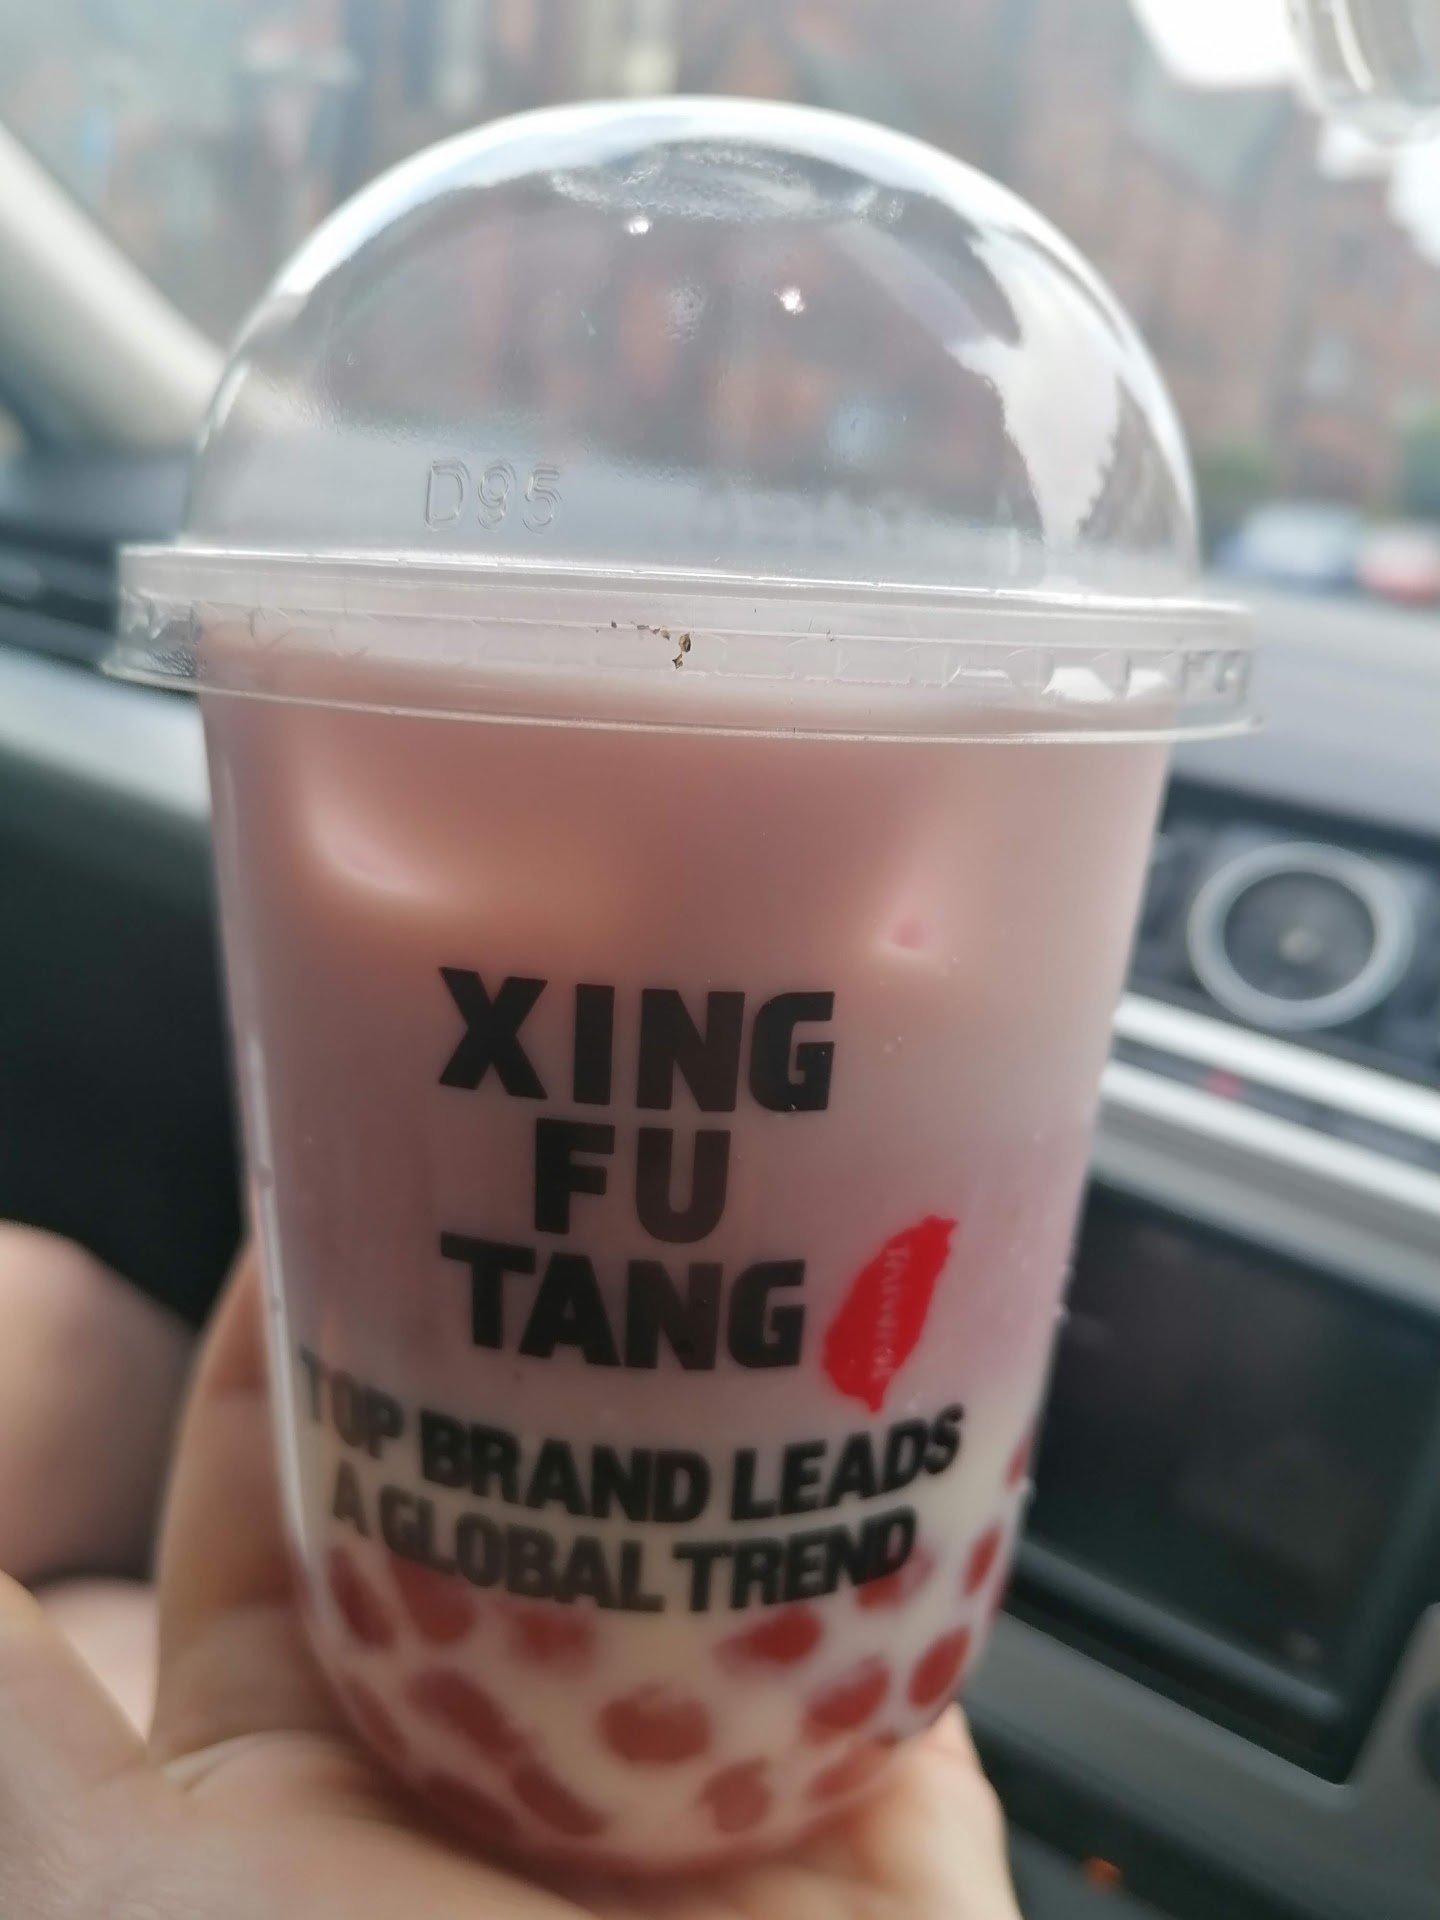 D95
XING
FU
TANG
Taiwan
TOP BRAND LEADS
A GLOBAL TREND